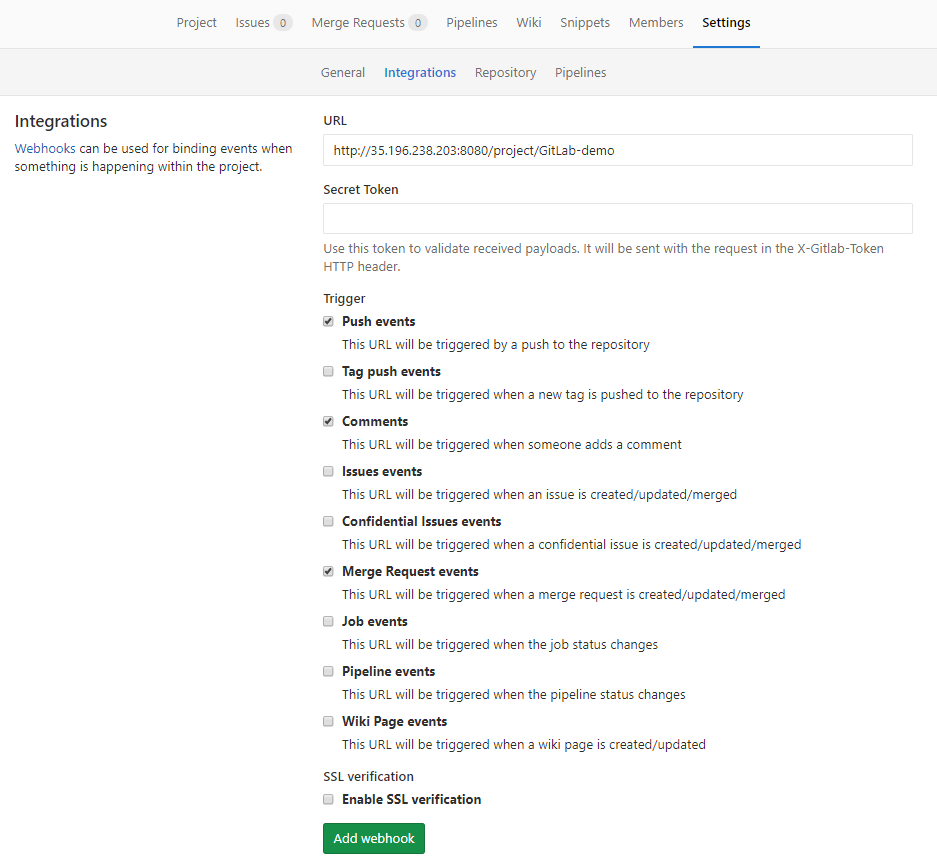 Project Issues 0 Merge Requests 0 Pipelines Wiki Snippets Members Settings
General Integrations Repository Pipelines
Integrations
Webhooks can be used for binding events when
something is happening within the project.
URL
http://35.196.238.203:8080/project/GitLab-demo
Secret Token
Use this token to validate received payloads. It will be sent with the request in the X-Gitlab-Token
HTTP header.
Trigger
Push events
This URL will be triggered by a push to the repository
Tag push events
This URL will be triggered when a new tag is pushed to the repository
Comments
This URL will be triggered when someone adds a comment
Issues events
This URL will be triggered when an issue is created/updated/merged
Confidential Issues events
This URL will be triggered when a confidential issue is created/updated/merged
Merge Request events
This URL will be triggered when a merge request is created/updated/merged
Job events
This URL will be triggered when the job status changes
Pipeline events
This URL will be triggered when the pipeline status changes
Wiki Page events
This URL will be triggered when a wiki page is created/updated
SSL verification
Enable SSL verification
Add webhook